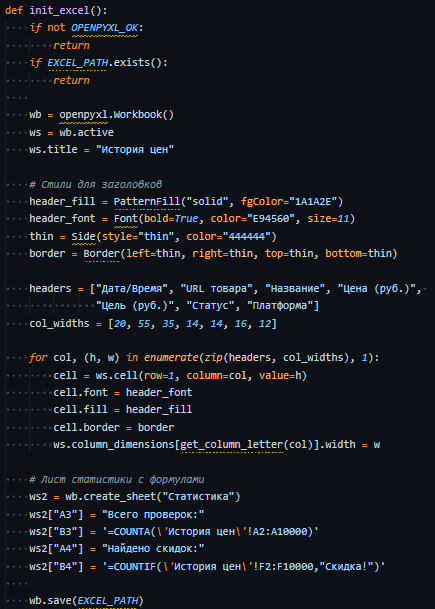 def init_excel():
    if not OPENPYXL_OK:
        return
    if EXCEL_PATH.exists():
        return

    wb = openpyxl.Workbook()
    ws = wb.active
    ws.title = "История цен"

    # Стили для заголовков
    header_fill = PatternFill("solid", fgColor="1A1A2E")
    header_font = Font(bold=True, color="E94560", size=11)
    thin = Side(style="thin", color="444444")
    border = Border(left=thin, right=thin, top=thin, bottom=thin)

    headers = ["Дата/Время", "URL товара", "Название", "Цена (руб.)",
               "Цель (руб.)", "Статус", "Платформа"]
    col_widths = [20, 55, 35, 14, 14, 16, 12]

    for col, (h, w) in enumerate(zip(headers, col_widths), 1):
        cell = ws.cell(row=1, column=col, value=h)
        cell.font = header_font
        cell.fill = header_fill
        cell.border = border
        ws.column_dimensions[get_column_letter(col)].width = w

    # Лист статистики с формулами
    ws2 = wb.create_sheet("Статистика")
    ws2["A3"] = "Всего проверок:"
    ws2["B3"] = '=COUNTA(\'История цен\'!A2:A10000)'
    ws2["A4"] = "Найдено скидок:"
    ws2["B4"] = '=COUNTIF(\'История цен\'!F2:F10000,"Скидка!")'

    wb.save(EXCEL_PATH)